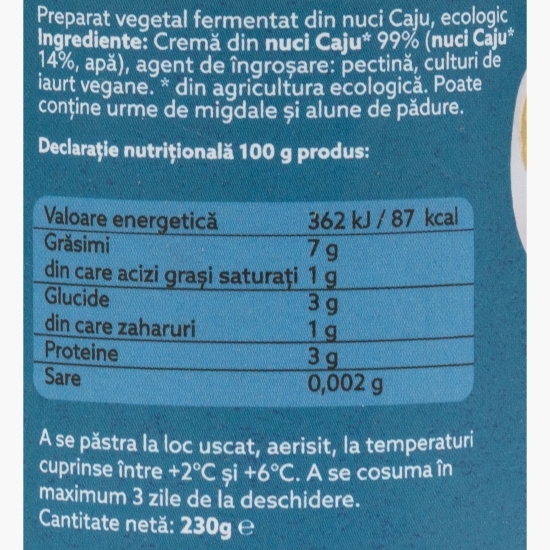 Preparat vegetal fermentat din nuci Caju, ecologic
Ingrediente: Cremă din nuci Caju* 99% (nuci Caju*
14%, apă), agent de îngroșare: pectină, culturi de
iaurt vegane. * din agricultura ecologică. Poate
conține urme de migdale și alune de pădure.
Declarație nutrițională 100 g produs:
Valoare energetică 362 kJ / 87 kcal
Grăsimi 7 g
din care acizi grași saturați 1 g
Glucide 3 g
din care zaharuri 1 g
Proteine 3 g
Sare 0,002 g
A se păstra la loc uscat, aerisit, la temperaturi
cuprinse între +2°C și +6°C. A se cosuma în
maximum 3 zile de la deschidere.
Cantitate netă: 230g ℮